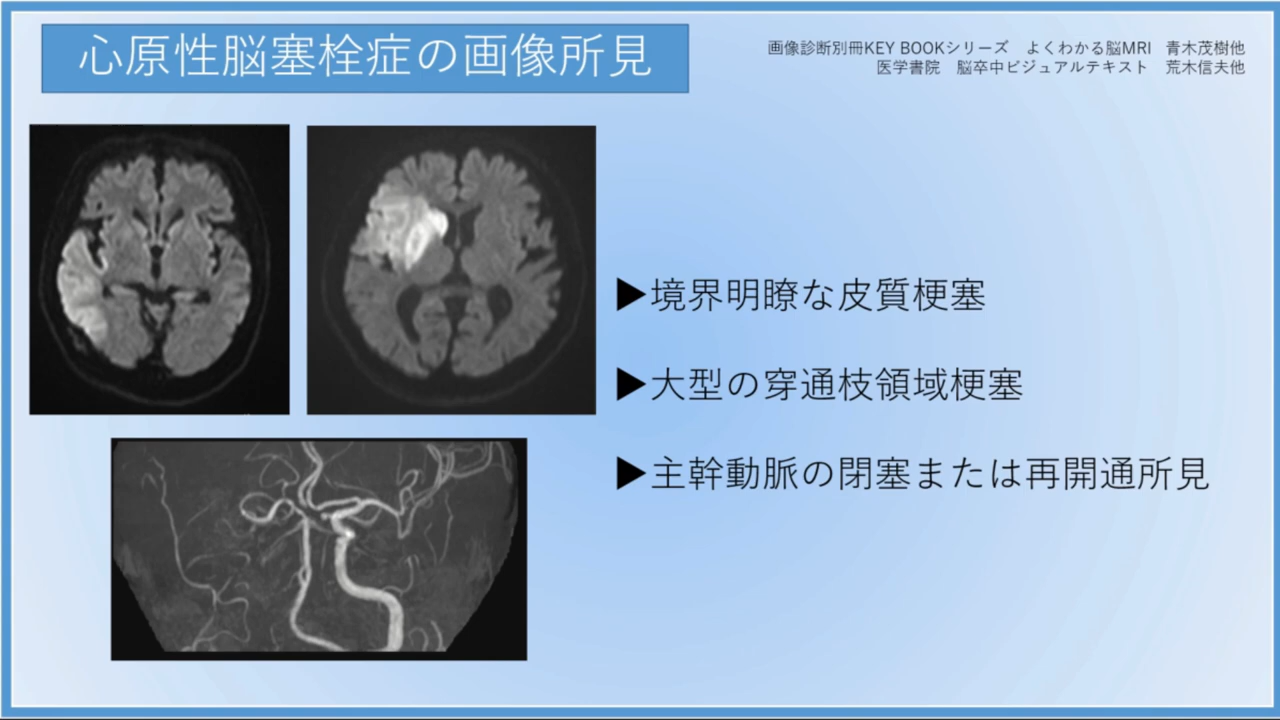 心原性脳塞栓症の画像所見
画像診断別冊KEY BOOKシリーズ　よくわかる脳MRI　青木茂樹他
医学書院　脳卒中ビジュアルテキスト　荒木信夫他
▶境界明瞭な皮質梗塞
▶大型の穿通枝領域梗塞
▶主幹動脈の閉塞または再開通所見